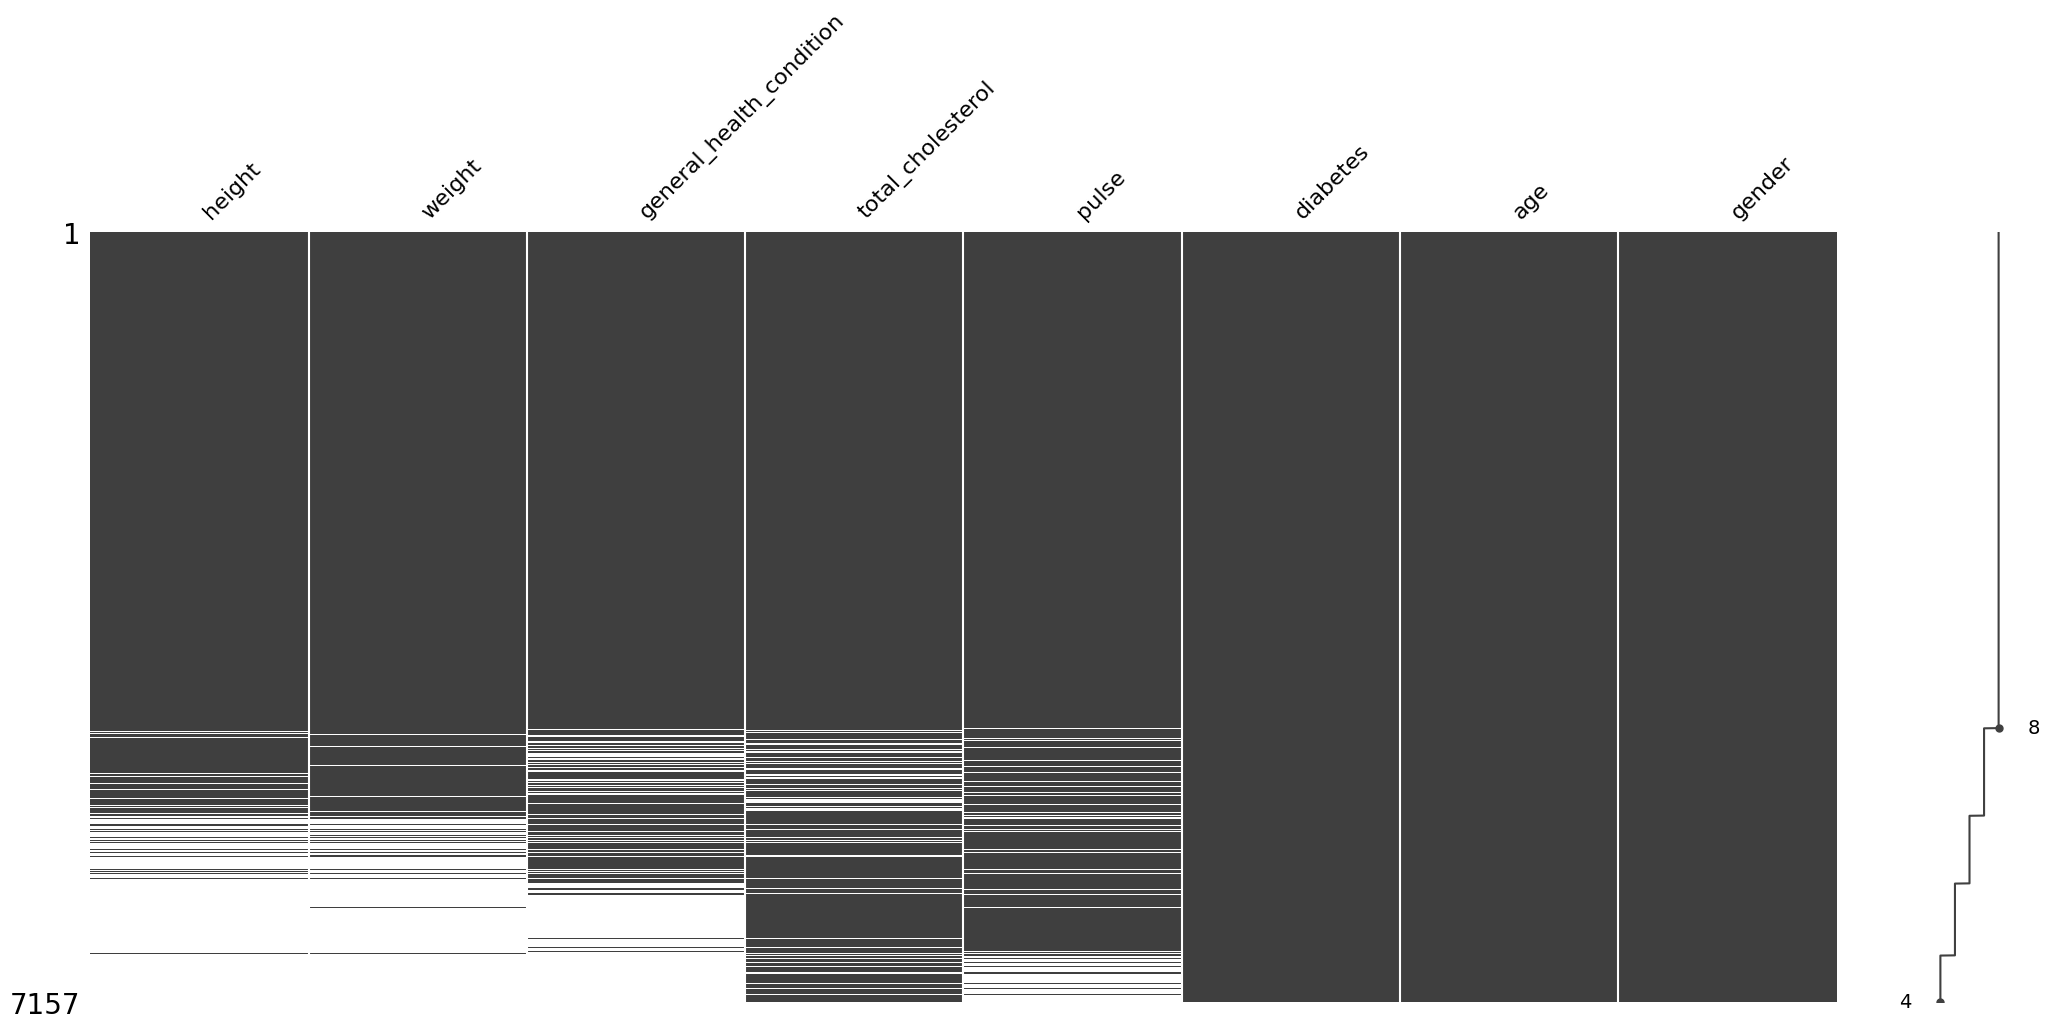 height
weight
general_health_condition
total_cholesterol
pulse
diabetes
age
gender
1
8
7157
4